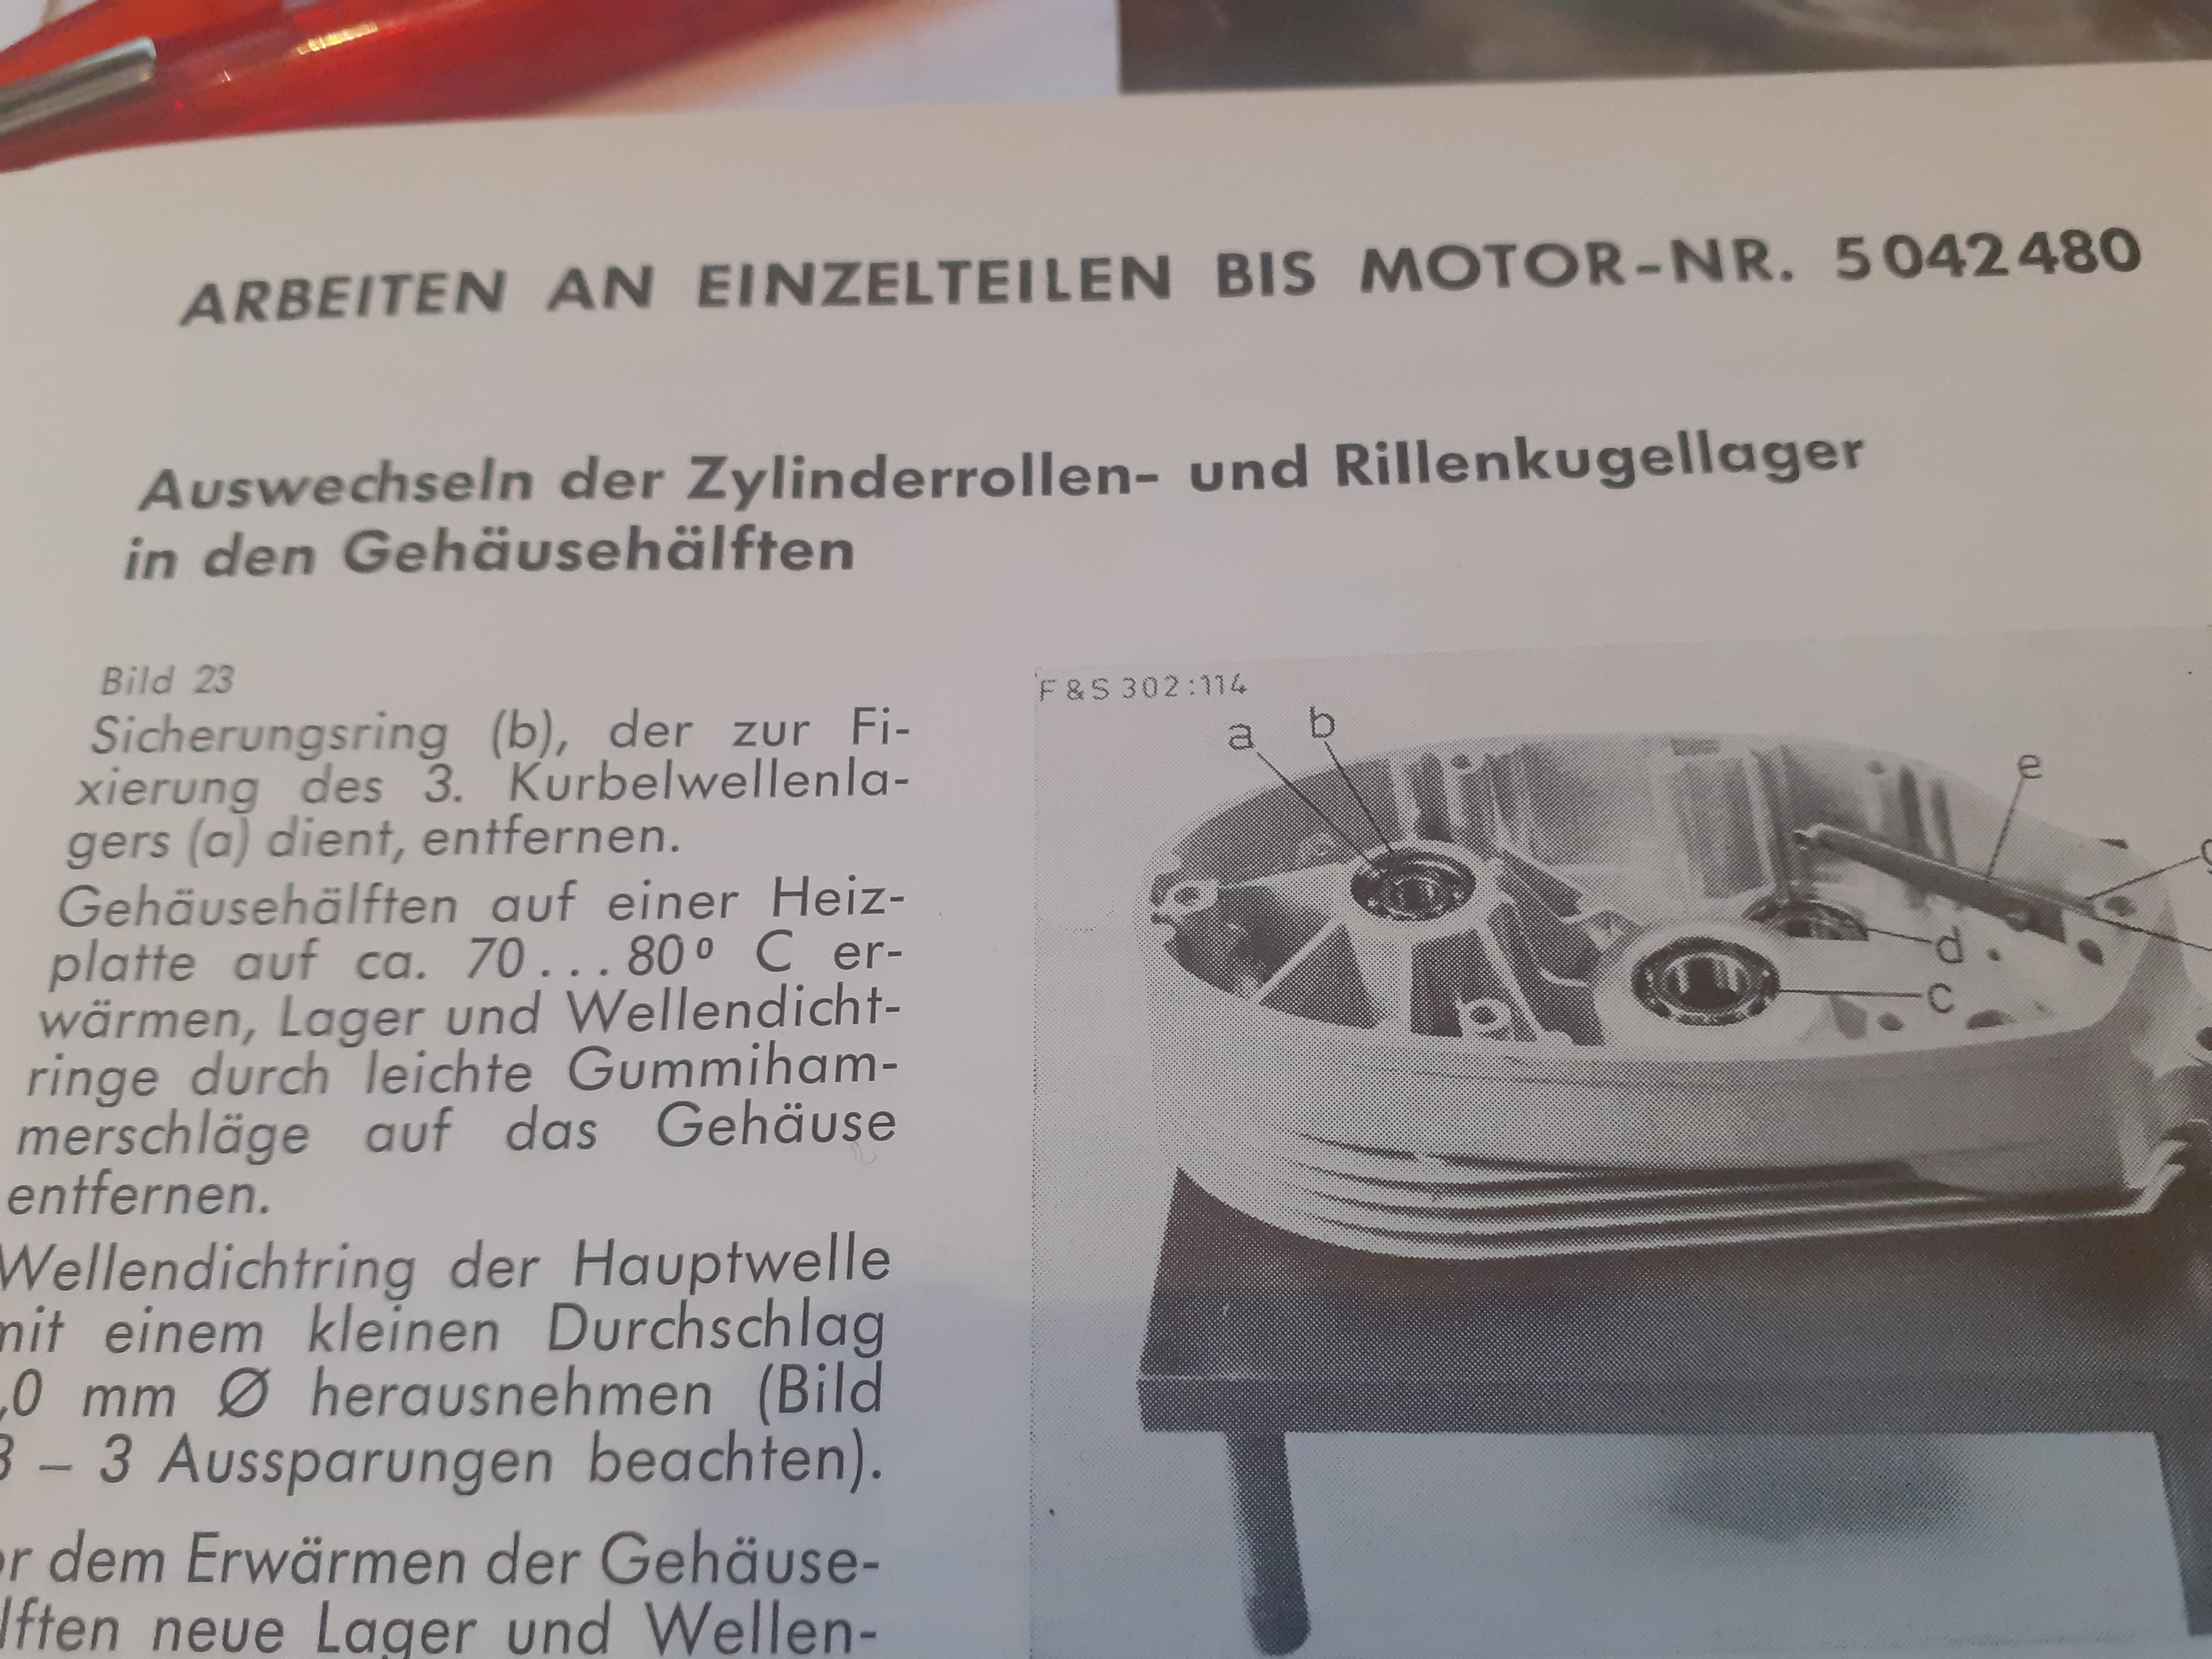 ARBEITEN AN EINZELTEILEN BIS MOTOR-NR. 5042480
Auswechseln der Zylinderrollen- und Rillenkugellager
in den Gehäusehälften
Bild 23
Sicherungsring (b), der zur Fi-
xierung des 3. Kurbelwellenla-
gers (a) dient, entfernen.
Gehäusehälften auf einer Heiz-
platte auf ca. 70...80° C er-
wärmen, Lager und Wellendicht-
ringe durch leichte Gummiham-
merschläge auf das Gehäuse
entfernen.
Wellendichtring der Hauptwelle
mit einem kleinen Durchschlag
,0 mm Ø herausnehmen (Bild
3 – 3 Aussparungen beachten).
dem Erwärmen der Gehäuse-
neue Lager und Wellen-
F&S 302:114
a
b
e
d
c